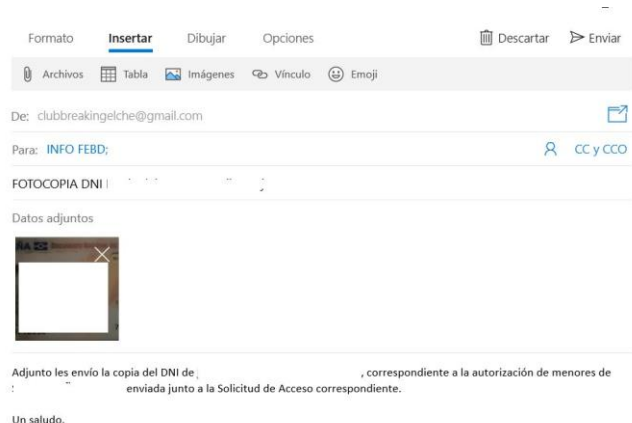 Formato Insertar Dibujar Opciones Descartar Enviar
Archivos Tabla Imágenes Vínculo Emoji
De: clubbreakingelche@gmail.com
Para: INFO FEBD; CC y CCO
FOTOCOPIA DNI
Datos adjuntos
Adjunto les envío la copia del DNI de , correspondiente a la autorización de menores de
enviada junto a la Solicitud de Acceso correspondiente.
Un saludo.